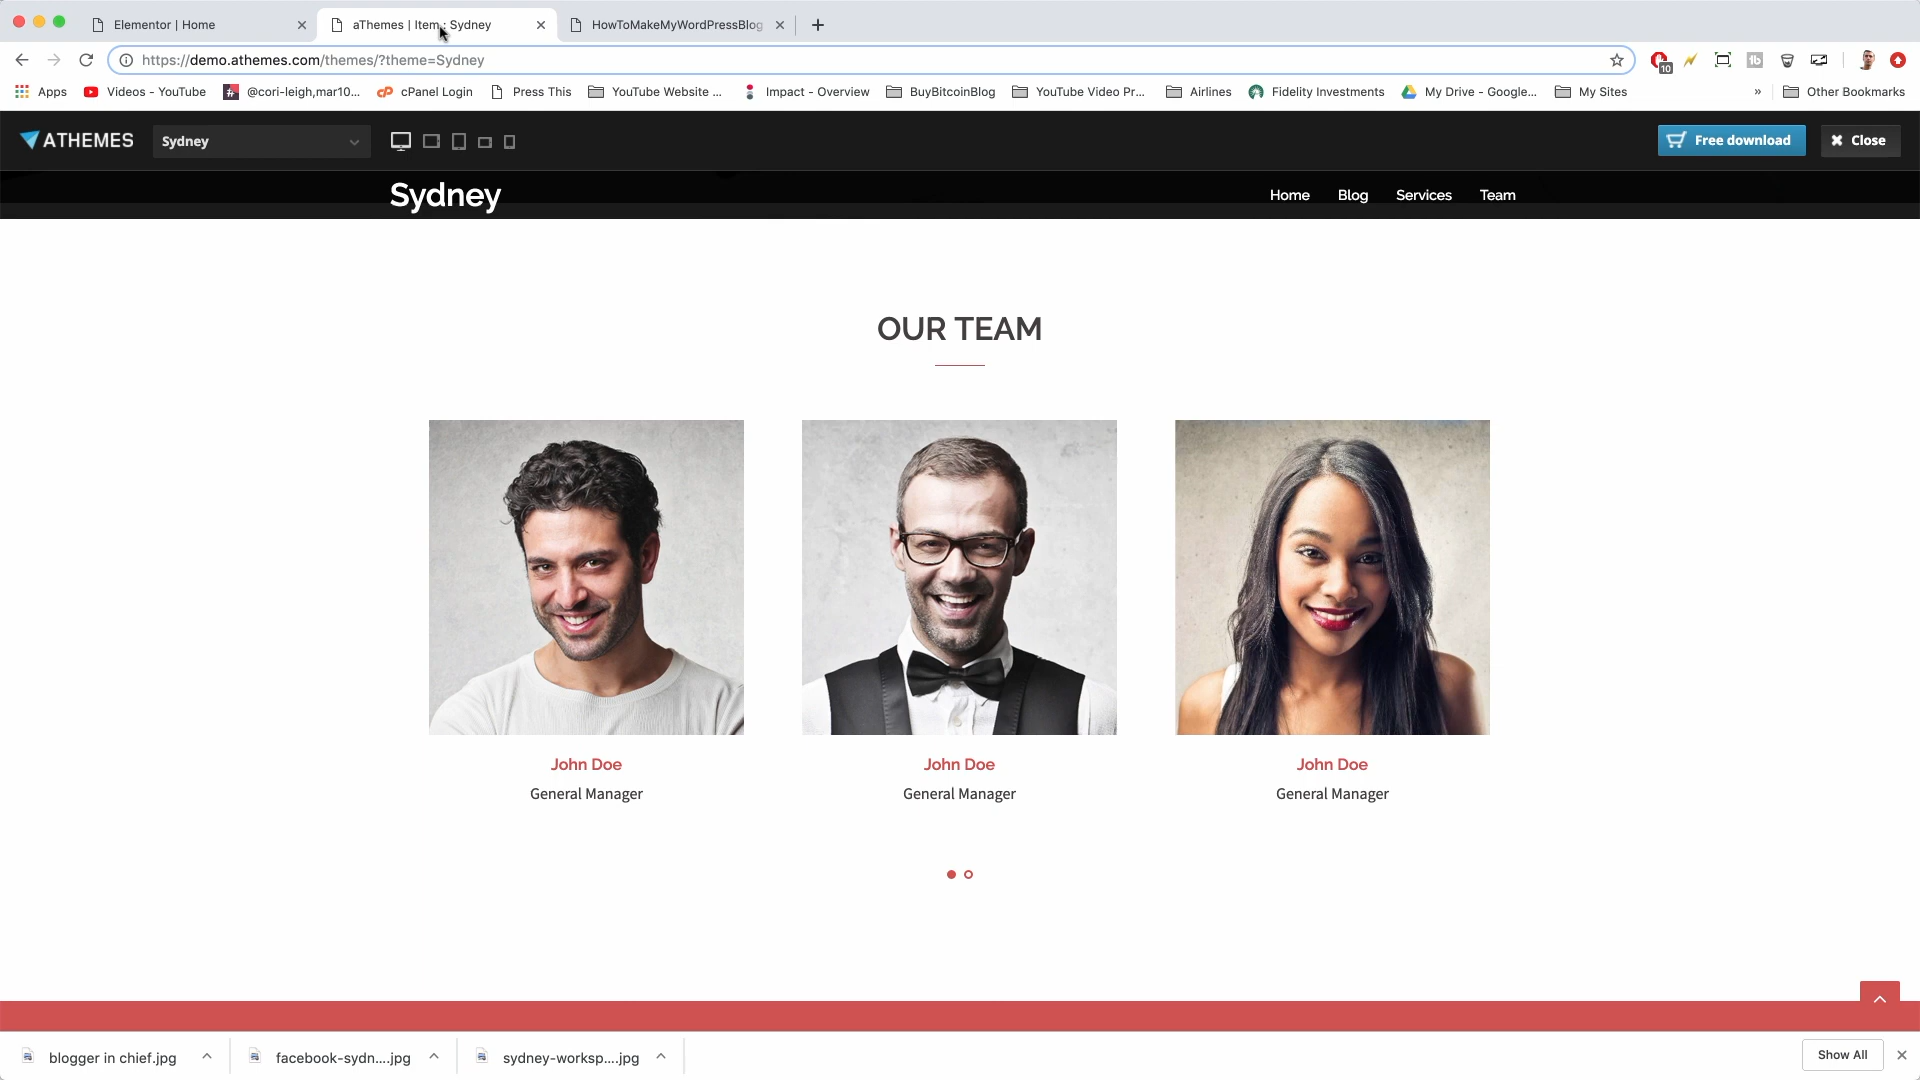 Elementor | Home
aThemes | Item : Sydney
HowToMakeMyWordPressBlog
https://demo.athemes.com/themes/?theme=Sydney
10
Apps
Videos - YouTube
@cori-leigh,mar10...
cPanel Login
Press This
YouTube Website ...
Impact - Overview
BuyBitcoinBlog
YouTube Video Pr...
Airlines
Fidelity Investments
My Drive - Google...
My Sites
»
Other Bookmarks
ATHEMES
Sydney
Free download
Close
Sydney
Home
Blog
Services
Team
OUR TEAM
John Doe
General Manager
John Doe
General Manager
John Doe
General Manager
blogger in chief.jpg
facebook-sydn....jpg
sydney-worksp....jpg
Show All